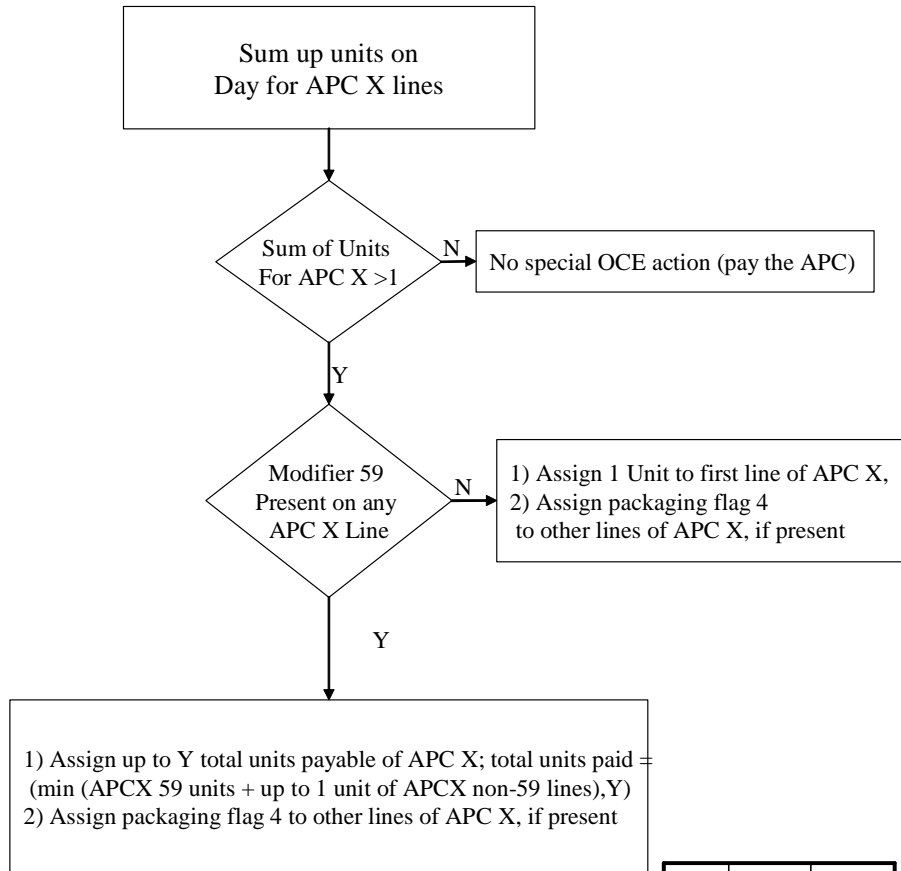 Sum up units on
Day for APC X lines
Sum of Units
For APC X >1
N
No special OCE action (pay the APC)
Y
Modifier 59
Present on any
APC X Line
N
1) Assign 1 Unit to first line of APC X,
2) Assign packaging flag 4
to other lines of APC X, if present
Y
1) Assign up to Y total units payable of APC X; total units paid =
(min (APCX 59 units + up to 1 unit of APCX non-59 lines),Y)
2) Assign packaging flag 4 to other lines of APC X, if present